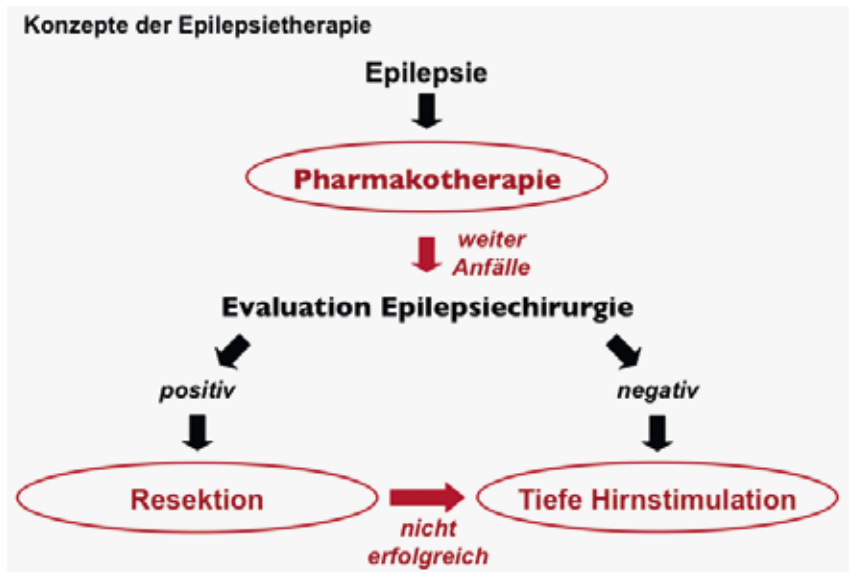 Konzepte der Epilepsietherapie
Epilepsie
Pharmakotherapie
weiter
Anfälle
Evaluation Epilepsiechirurgie
positiv
negativ
Resektion
nicht
erfolgreich
Tiefe Hirnstimulation